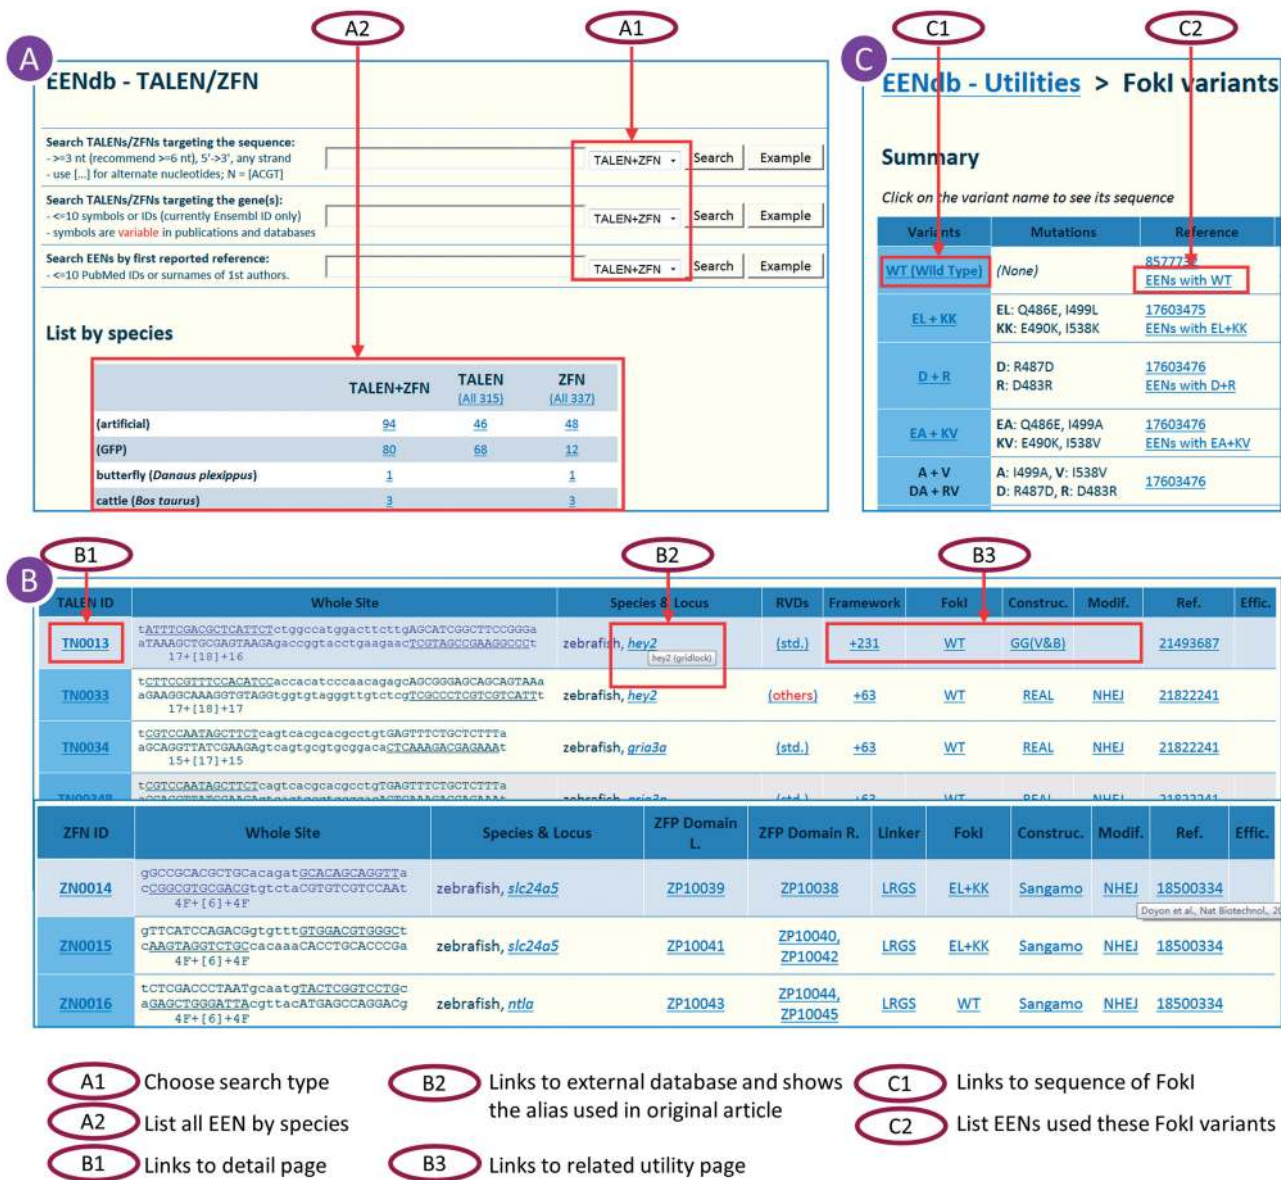 A2
A1
C1
C2
A
C
EENdb - TALEN/ZFN
Search TALENs/ZFNs targeting the sequence:
- >=3 nt (recommend >=6 nt), 5'->3', any strand
- use [...] for alternate nucleotides; N = [ACGT]
TALEN+ZFN Search Example
Search TALENs/ZFNs targeting the gene(s):
- <=10 symbols or IDs (currently Ensembl ID only)
- symbols are variable in publications and databases
TALEN+ZFN Search Example
Search EENs by first reported reference:
- <=10 PubMed IDs or surnames of 1st authors.
TALEN+ZFN Search Example
List by species
TALEN+ZFN TALEN (All 315) ZFN (All 337)
(artificial) 94 46 48
(GFP) 80 68 12
butterfly (Danaus plexippus) 1 1
cattle (Bos taurus) 3 3
EENdb - Utilities > FokI variants
Summary
Click on the variant name to see its sequence
Variants Mutations Reference
WT (Wild Type) (None) 8577732
EENs with WT
EL + KK EL: Q486E, I499L 17603475
KK: E490K, I538K EENs with EL+KK
D + R D: R487D 17603476
R: D483R EENs with D+R
EA + KV EA: Q486E, I499A 17603476
KV: E490K, I538V EENs with EA+KV
A + V A: I499A, V: I538V 17603476
DA + RV D: R487D, R: D483R
B1
B2
B3
B
TALEN ID Whole Site Species & Locus RVDs Framework FokI Construc. Modif. Ref. Effic.
tATTTCGACGCTCATTCTctggccatggacttcttgAGCATCGGCTTCCGGGa
TN0013 aTAAAGCTGCGAGTAAGAgaccggtacctgaagaacTCGTAGCCGAAGGCCCt zebrafish, hey2 (std.) +231 WT GG(V&B) 21493687
17+[18]+16
hey2 (gridlock)
tCTTCCGTTTCCACATCCaccacatcccaacagagcAGCGGGAGCAGCAGTAAa
TN0033 aGAAGGCAAAGGTGTAGGtggtgtagggttgtctcgTCGCCCTCGTCGTCATTt zebrafish, hey2 (others) +63 WT REAL NHEJ 21822241
17+[18]+17
tCGTCCAATAGCTTCTcagtcacgcacgcctgtGAGTTTCTGCTCTTTa
TN0034 aGCAGGTTATCGAAGAgtcagtgcgtgcggacaCTCAAAGACGAGAAAt zebrafish, gria3a (std.) +63 WT REAL NHEJ 21822241
15+[17]+15
tCGTCCAATAGCTTCTcagtcacgcacgcctgTGAGTTTCTGCTCTTTa
ZFN ID Whole Site Species & Locus ZFP Domain L. ZFP Domain R. Linker FokI Construc. Modif. Ref. Effic.
gGCCGCACGCTGCacagatGCACAGCAGGTTa
ZN0014 cCGGCGTGCGACGtgtctaCGTGTCGTCCAAt zebrafish, slc24a5 ZP10039 ZP10038 LRGS EL+KK Sangamo NHEJ 18500334
4F+[6]+4F
Doyon et al., Nat Biotechnol., 20
gTTCATCCAGACGgtgtttGTGGACGTGGGCt
ZN0015 cAAGTAGGTCTGCcacaaaCACCTGCACCCGa zebrafish, slc24a5 ZP10041 ZP10040, ZP10042 LRGS EL+KK Sangamo NHEJ 18500334
4F+[6]+4F
tCTCGACCCTAATgcaatgTACTCGGTCCTGc
ZN0016 aGAGCTGGGATTAcgttacATGAGCCAGGACg zebrafish, ntla ZP10043 ZP10044, ZP10045 LRGS WT Sangamo NHEJ 18500334
4F+[6]+4F
A1 Choose search type
A2 List all EEN by species
B1 Links to detail page
B2 Links to external database and shows
the alias used in original article
B3 Links to related utility page
C1 Links to sequence of FokI
C2 List EENs used these FokI variants